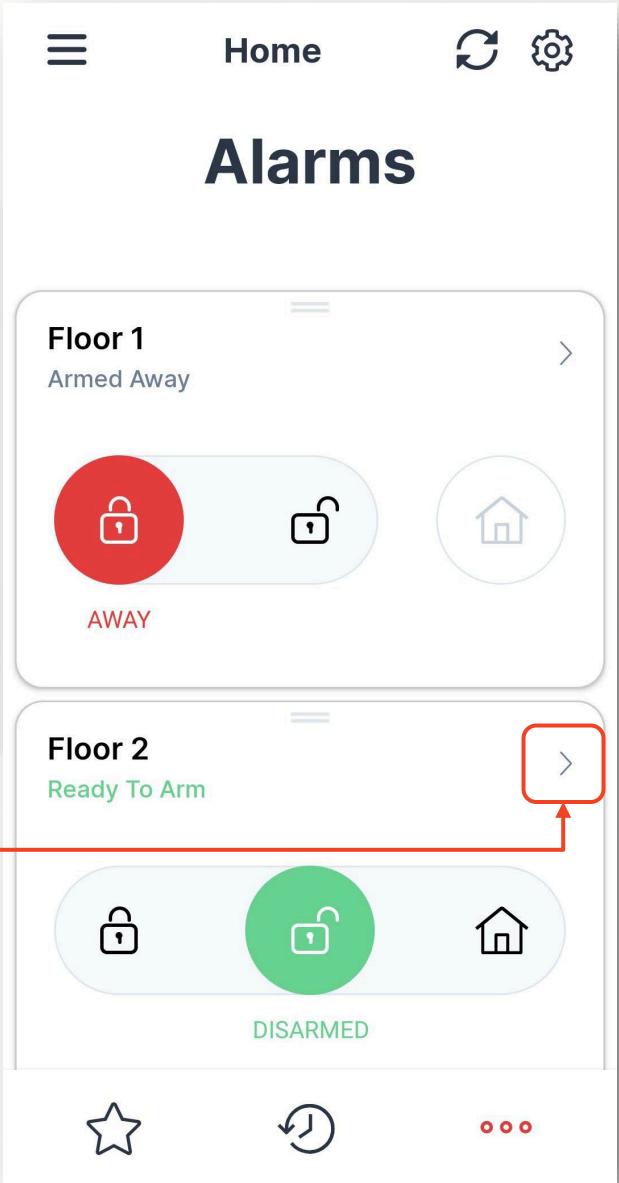 Home
Alarms
Floor 1
Armed Away
AWAY
Floor 2
Ready To Arm
DISARMED